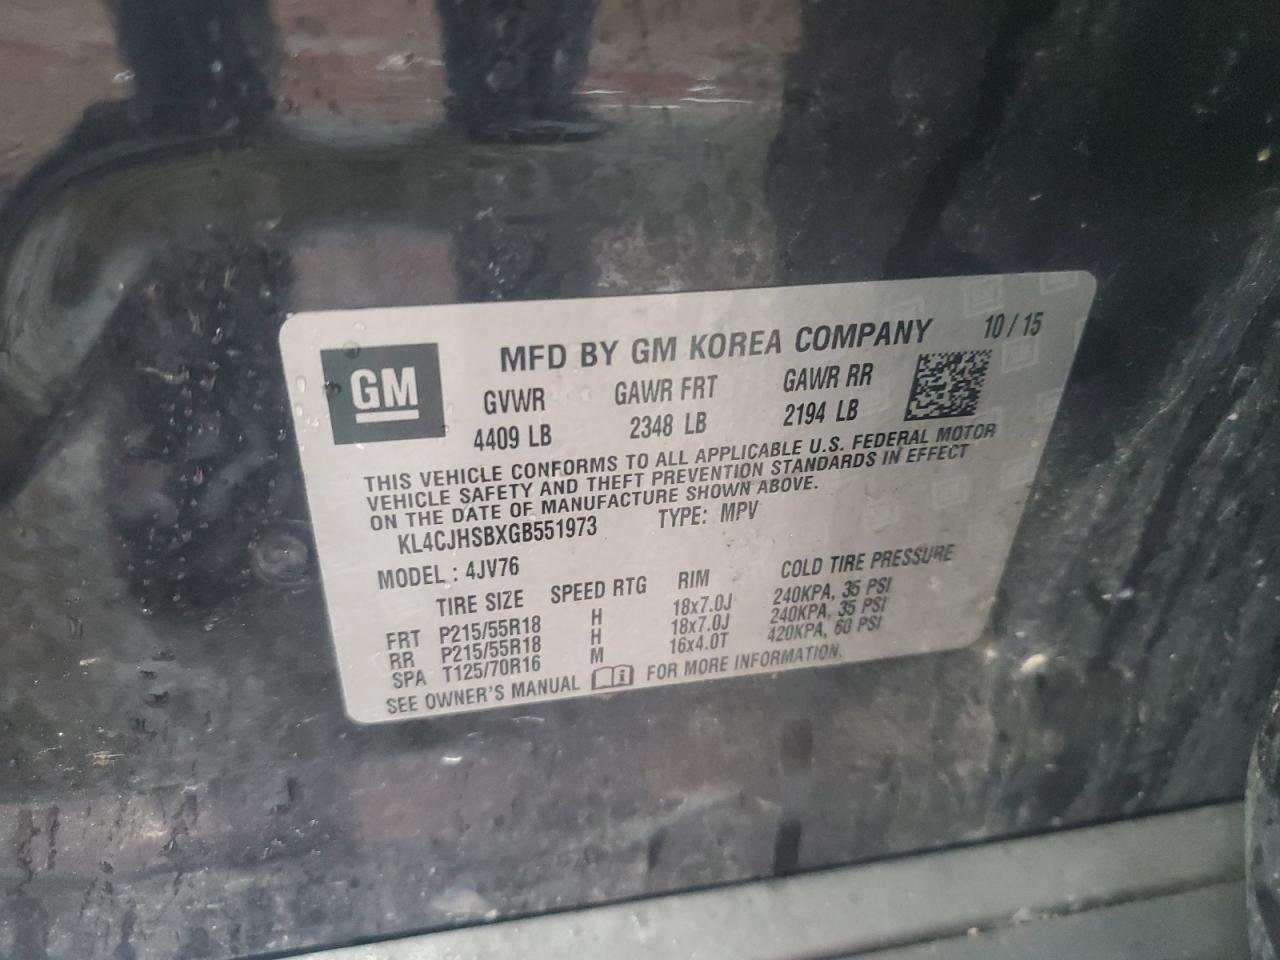 GM
MFD BY GM KOREA COMPANY 10 / 15
GVWR GAWR FRT GAWR RR
4409 LB 2348 LB 2194 LB
THIS VEHICLE CONFORMS TO ALL APPLICABLE U.S. FEDERAL MOTOR
VEHICLE SAFETY AND THEFT PREVENTION STANDARDS IN EFFECT
ON THE DATE OF MANUFACTURE SHOWN ABOVE.
KL4CJHSBXGB551973 TYPE: MPV
MODEL : 4JV76
TIRE SIZE SPEED RTG RIM COLD TIRE PRESSURE
FRT P215/55R18 H 18x7.0J 240KPA, 35 PSI
RR P215/55R18 H 18x7.0J 240KPA, 35 PSI
SPA T125/70R16 M 16x4.0T 420KPA, 60 PSI
SEE OWNER'S MANUAL i FOR MORE INFORMATION.